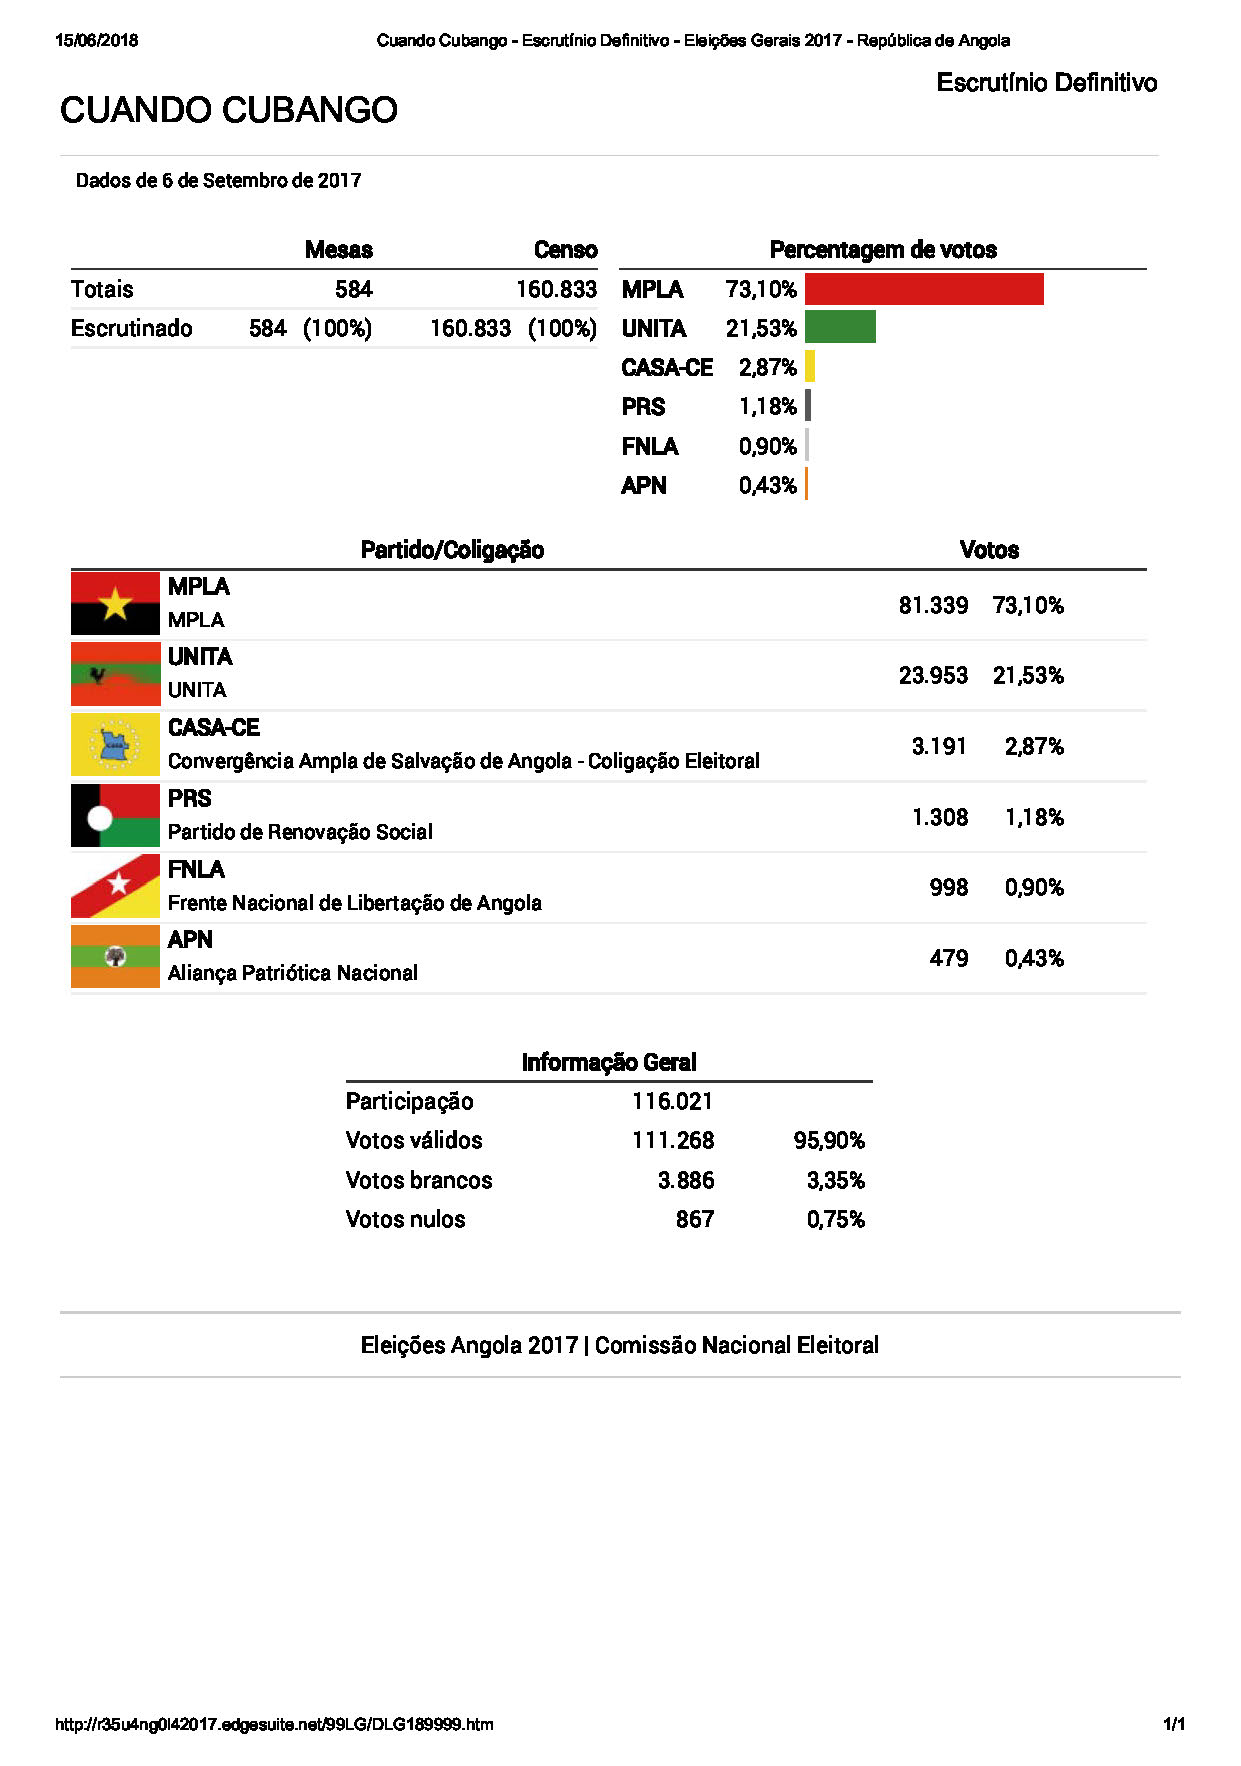 15/06/2018 Cuando Cubango - Escrutínio Definitivo - Eleições Gerais 2017 - República de Angola
Escrutínio Definitivo
CUANDO CUBANGO
Dados de 6 de Setembro de 2017
Mesas Censo Percentagem de votos
Totais 584 160.833 MPLA 73,10%
Escrutinado 584 (100%) 160.833 (100%) UNITA 21,53%
CASA-CE 2,87%
PRS 1,18%
FNLA 0,90%
APN 0,43%
Partido/Coligação Votos
MPLA
MPLA
81.339 73,10%
UNITA
UNITA
23.953 21,53%
CASA-CE
Convergência Ampla de Salvação de Angola - Coligação Eleitoral
3.191 2,87%
PRS
Partido de Renovação Social
1.308 1,18%
FNLA
Frente Nacional de Libertação de Angola
998 0,90%
APN
Aliança Patriótica Nacional
479 0,43%
Informação Geral
Participação 116.021
Votos válidos 111.268 95,90%
Votos brancos 3.886 3,35%
Votos nulos 867 0,75%
Eleições Angola 2017 | Comissão Nacional Eleitoral
http://r35u4ng0l42017.edgesuite.net/99LG/DLG189999.htm 1/1